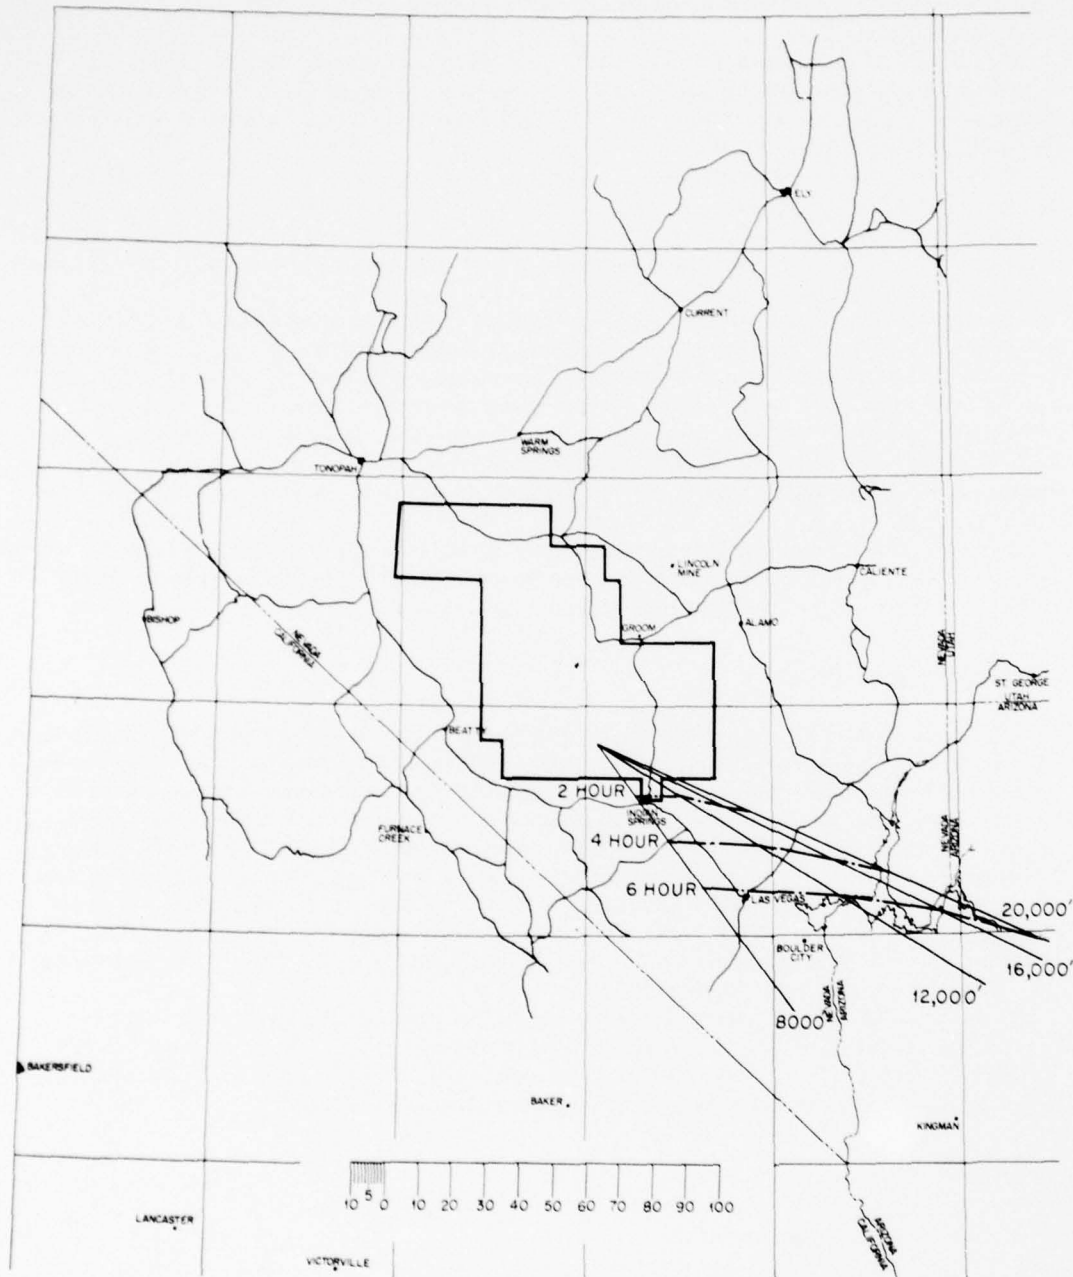 ELY
CURRENT
WARM
SPRINGS
TONOPAH
LINCOLN
MINE
CALIENTE
BISHOP
NEVADA
CALIFORNIA
GROOM
ALAMO
NEVADA
UTAH
ST. GEORGE
UTAH
ARIZONA
BEATTY
2 HOUR
INDIAN
SPRINGS
FURNACE
CREEK
4 HOUR
NEVADA
ARIZONA
6 HOUR
LAS VEGAS
20,000'
BOULDER
CITY
16,000'
12,000'
8000'
NEVADA
ARIZONA
BAKERSFIELD
BAKER
KINGMAN
10 5 0 10 20 30 40 50 60 70 80 90 100
LANCASTER
ARIZONA
CALIFORNIA
VICTORVILLE